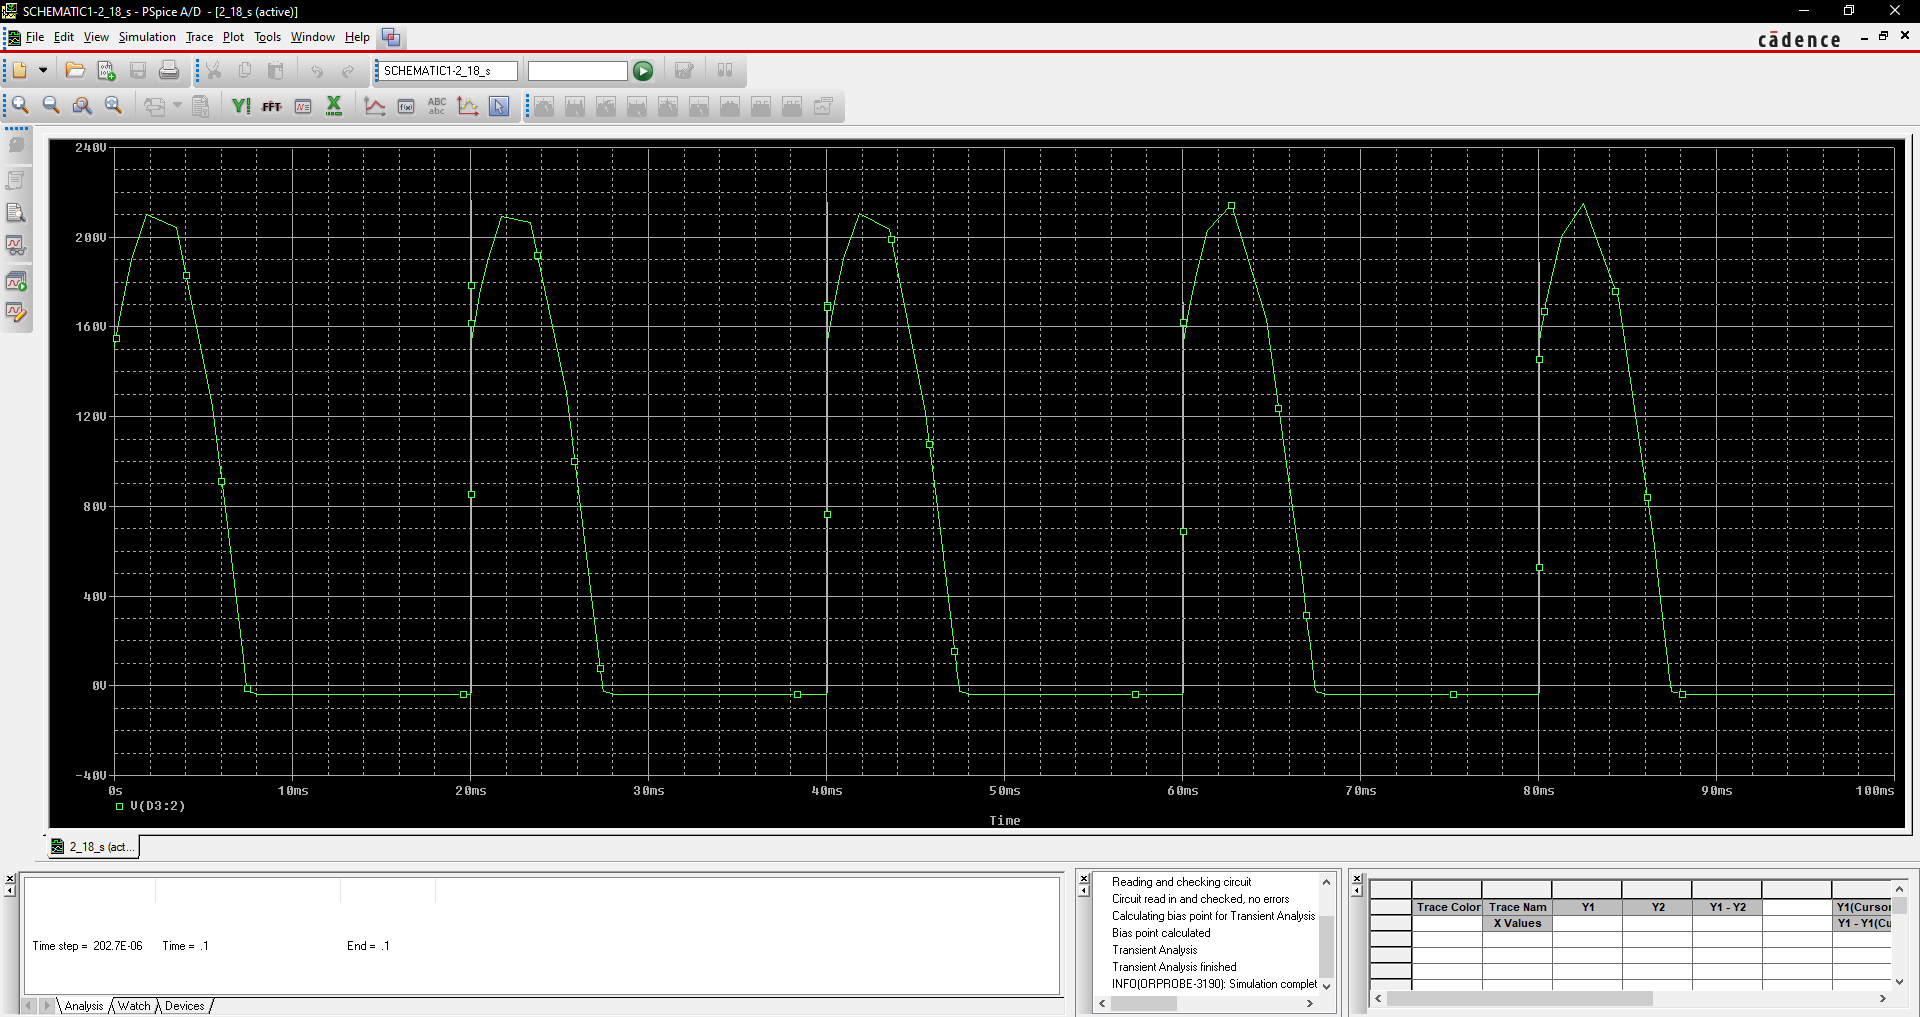 SCHEMATIC1-2_18_s - PSpice A/D - [2_18_s (active)]
File Edit View Simulation Trace Plot Tools Window Help
cādence
SCHEMATIC1-2_18_s
FFT
ABC
abc
240V
200V
160V
120V
80V
40V
0V
-40V
0s 10ms 20ms 30ms 40ms 50ms 60ms 70ms 80ms 90ms 100ms
V(D3:2)
Time
2_18_s (act...
Time step = 202.7E-06 Time = .1 End = .1
Analysis Watch Devices
Reading and checking circuit
Circuit read in and checked, no errors
Calculating bias point for Transient Analysis
Bias point calculated
Transient Analysis
Transient Analysis finished
INFO(ORPROBE-3190): Simulation complet
Trace Color Trace Nam Y1 Y2 Y1 - Y2 Y1(Cursor
X Values Y1 - Y1(Cu